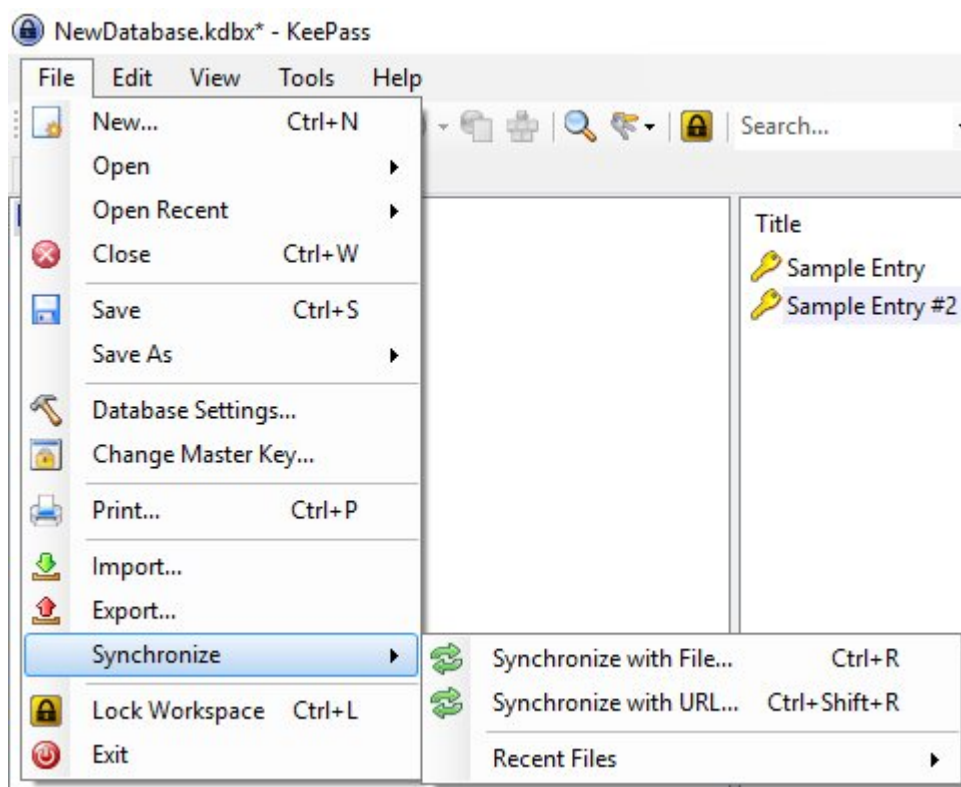 NewDatabase.kdbx* - KeePass
File Edit View Tools Help
New... Ctrl+N
Search...
Open
Open Recent
Close Ctrl+W
Save Ctrl+S
Save As
Database Settings...
Change Master Key...
Print... Ctrl+P
Import...
Export...
Synchronize
Lock Workspace Ctrl+L
Exit
Synchronize with File... Ctrl+R
Synchronize with URL... Ctrl+Shift+R
Recent Files
Title
Sample Entry
Sample Entry #2